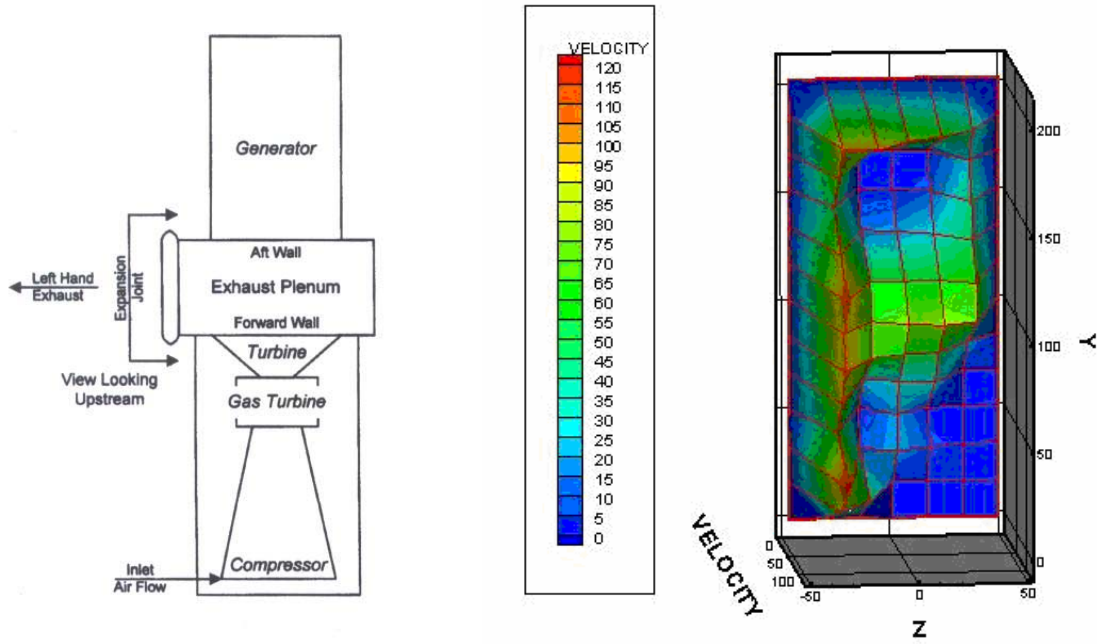 Generator
Aft Wall
Exhaust Plenum
Forward Wall
Left Hand
Exhaust
Expansion
Joint
View Looking
Upstream
Turbine
Gas Turbine
Compressor
Inlet
Air Flow
VELOCITY
120
115
110
105
100
95
90
85
80
75
70
65
60
55
50
45
40
35
30
25
20
15
10
5
0
200
150
100
50
0
Y
VELOCITY
0
50
100
-50
0
50
Z